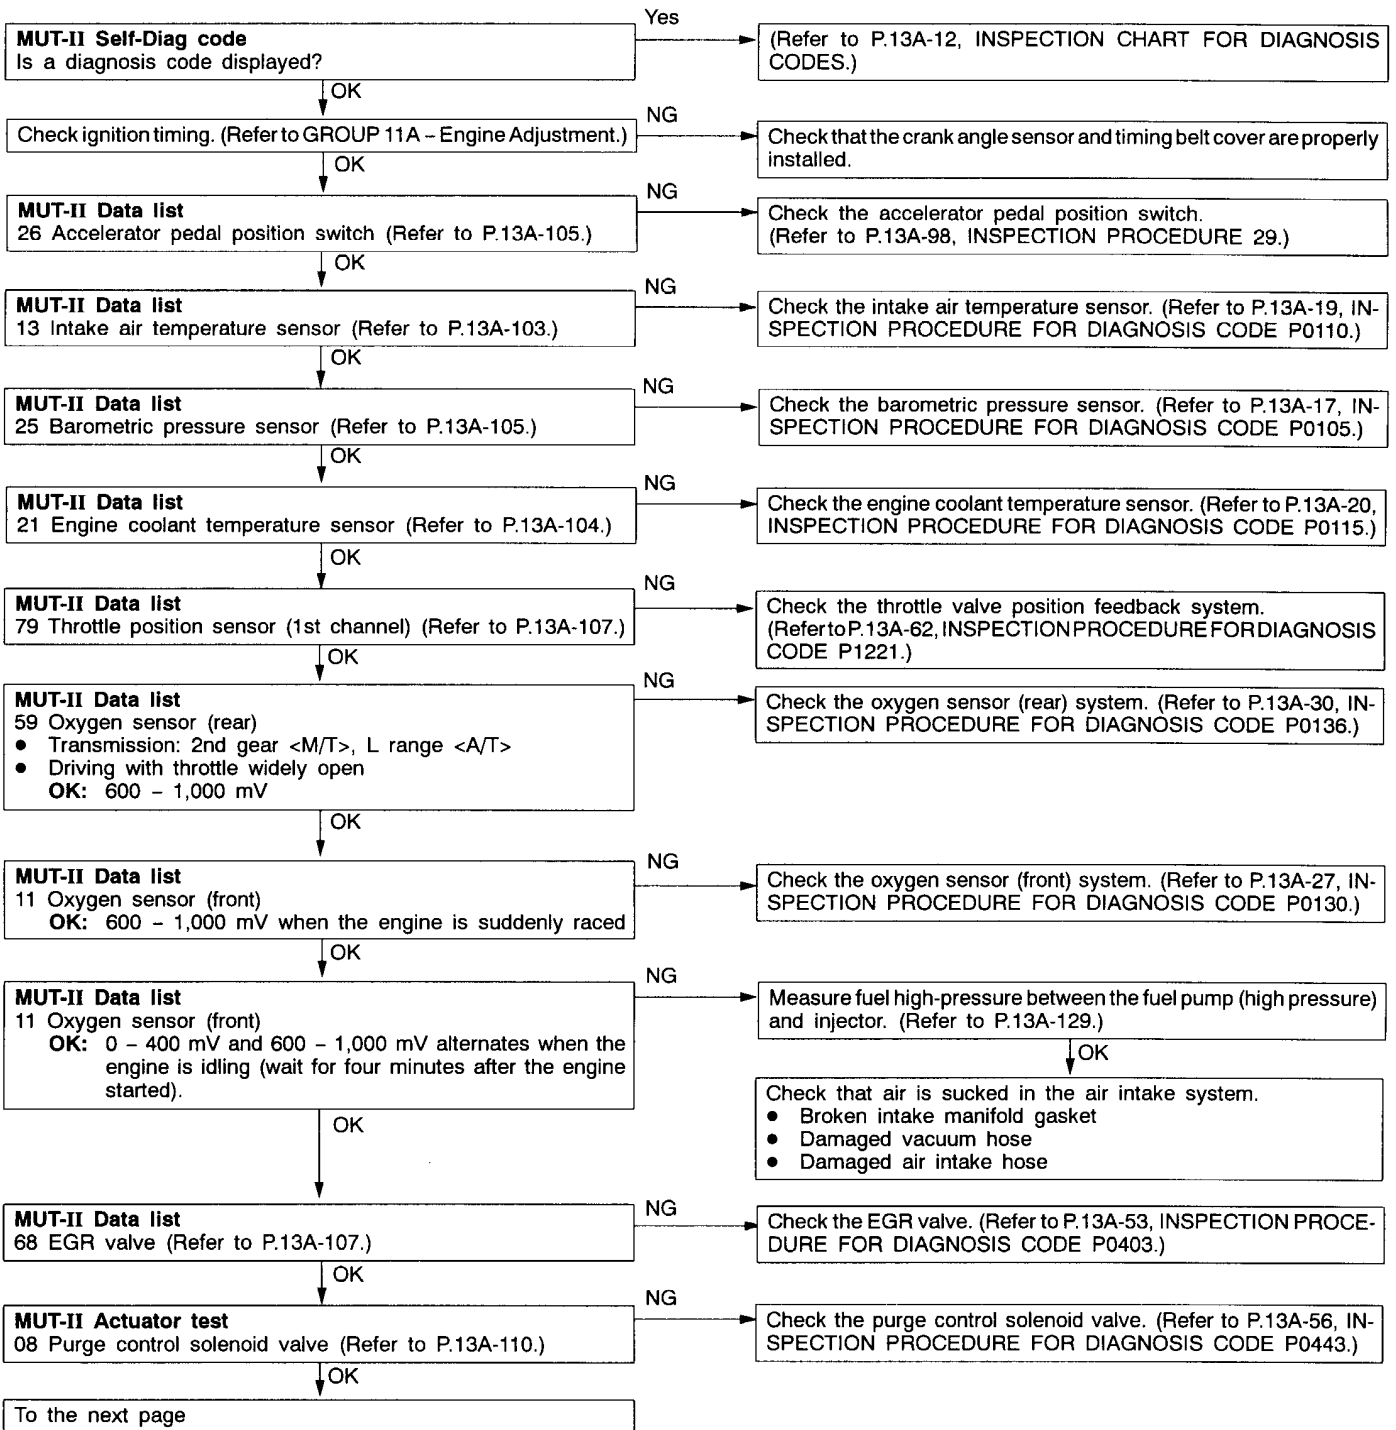 Yes
MUT-II Self-Diag code
Is a diagnosis code displayed?
(Refer to P.13A-12, INSPECTION CHART FOR DIAGNOSIS
CODES.)
OK
NG
Check ignition timing. (Refer to GROUP 11A – Engine Adjustment.)
Check that the crank angle sensor and timing belt cover are properly
installed.
OK
NG
MUT-II Data list
26 Accelerator pedal position switch (Refer to P.13A-105.)
Check the accelerator pedal position switch.
(Refer to P.13A-98, INSPECTION PROCEDURE 29.)
OK
NG
MUT-II Data list
13 Intake air temperature sensor (Refer to P.13A-103.)
Check the intake air temperature sensor. (Refer to P.13A-19, IN-
SPECTION PROCEDURE FOR DIAGNOSIS CODE P0110.)
OK
NG
MUT-II Data list
25 Barometric pressure sensor (Refer to P.13A-105.)
Check the barometric pressure sensor. (Refer to P.13A-17, IN-
SPECTION PROCEDURE FOR DIAGNOSIS CODE P0105.)
OK
NG
MUT-II Data list
21 Engine coolant temperature sensor (Refer to P.13A-104.)
Check the engine coolant temperature sensor. (Refer to P.13A-20,
INSPECTION PROCEDURE FOR DIAGNOSIS CODE P0115.)
OK
NG
MUT-II Data list
79 Throttle position sensor (1st channel) (Refer to P.13A-107.)
Check the throttle valve position feedback system.
(Refer to P.13A-62, INSPECTION PROCEDURE FOR DIAGNOSIS
CODE P1221.)
OK
NG
MUT-II Data list
59 Oxygen sensor (rear)
● Transmission: 2nd gear <M/T>, L range <A/T>
● Driving with throttle widely open
OK: 600 – 1,000 mV
Check the oxygen sensor (rear) system. (Refer to P.13A-30, IN-
SPECTION PROCEDURE FOR DIAGNOSIS CODE P0136.)
OK
NG
MUT-II Data list
11 Oxygen sensor (front)
OK: 600 – 1,000 mV when the engine is suddenly raced
Check the oxygen sensor (front) system. (Refer to P.13A-27, IN-
SPECTION PROCEDURE FOR DIAGNOSIS CODE P0130.)
OK
NG
MUT-II Data list
11 Oxygen sensor (front)
OK: 0 – 400 mV and 600 – 1,000 mV alternates when the
engine is idling (wait for four minutes after the engine
started).
Measure fuel high-pressure between the fuel pump (high pressure)
and injector. (Refer to P.13A-129.)
OK
Check that air is sucked in the air intake system.
● Broken intake manifold gasket
● Damaged vacuum hose
● Damaged air intake hose
OK
NG
MUT-II Data list
68 EGR valve (Refer to P.13A-107.)
Check the EGR valve. (Refer to P.13A-53, INSPECTION PROCE-
DURE FOR DIAGNOSIS CODE P0403.)
OK
NG
MUT-II Actuator test
08 Purge control solenoid valve (Refer to P.13A-110.)
Check the purge control solenoid valve. (Refer to P.13A-56, IN-
SPECTION PROCEDURE FOR DIAGNOSIS CODE P0443.)
OK
To the next page